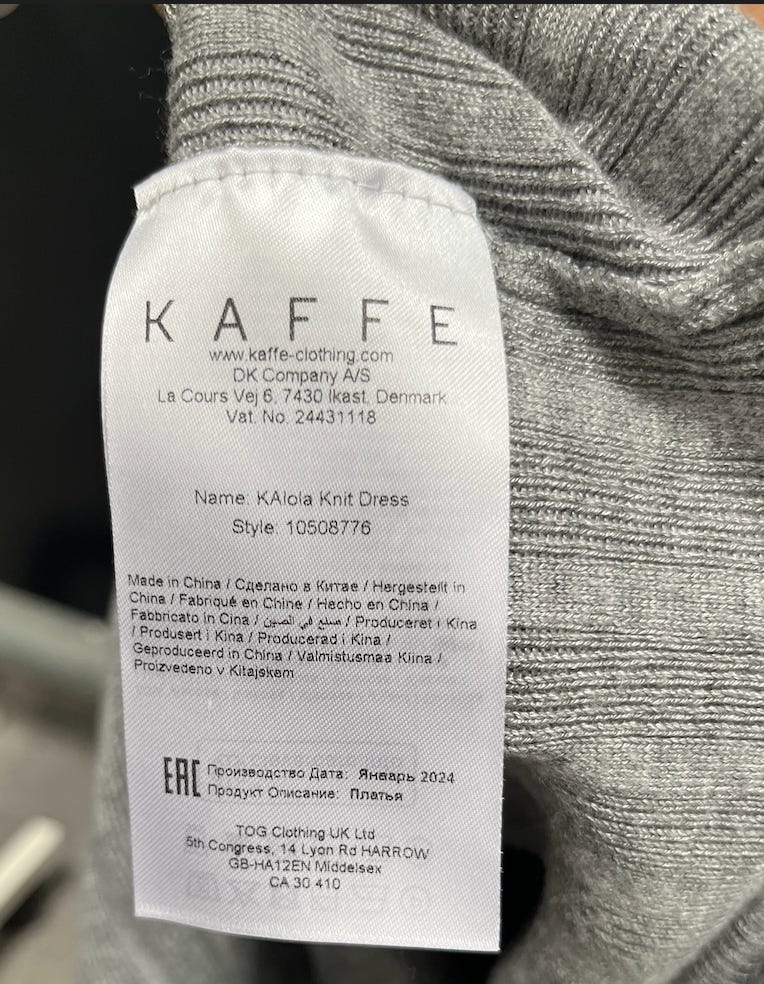 KAFFE
www.kaffe-clothing.com
DK Company A/S
La Cours Vej 6, 7430 Ikast, Denmark
Vat. No. 24431118
Name: KAlola Knit Dress
Style: 10508776
Made in China / Сделано в Китае / Hergestellt in
China / Fabriqué en Chine / Hecho en China /
Fabbricato in Cina / صنع في الصين / Produceret i Kina
/ Produsert i Kina / Producerad i Kina /
Geproduceerd in China / Valmistusmaa Kiina /
Proizvedeno v Kitajskem
EAC Производство Дата: Январь 2024
Продукт Описание: Платья
TOG Clothing UK Ltd
5th Congress, 14 Lyon Rd HARROW
GB-HA12EN Middelsex
CA 30 410